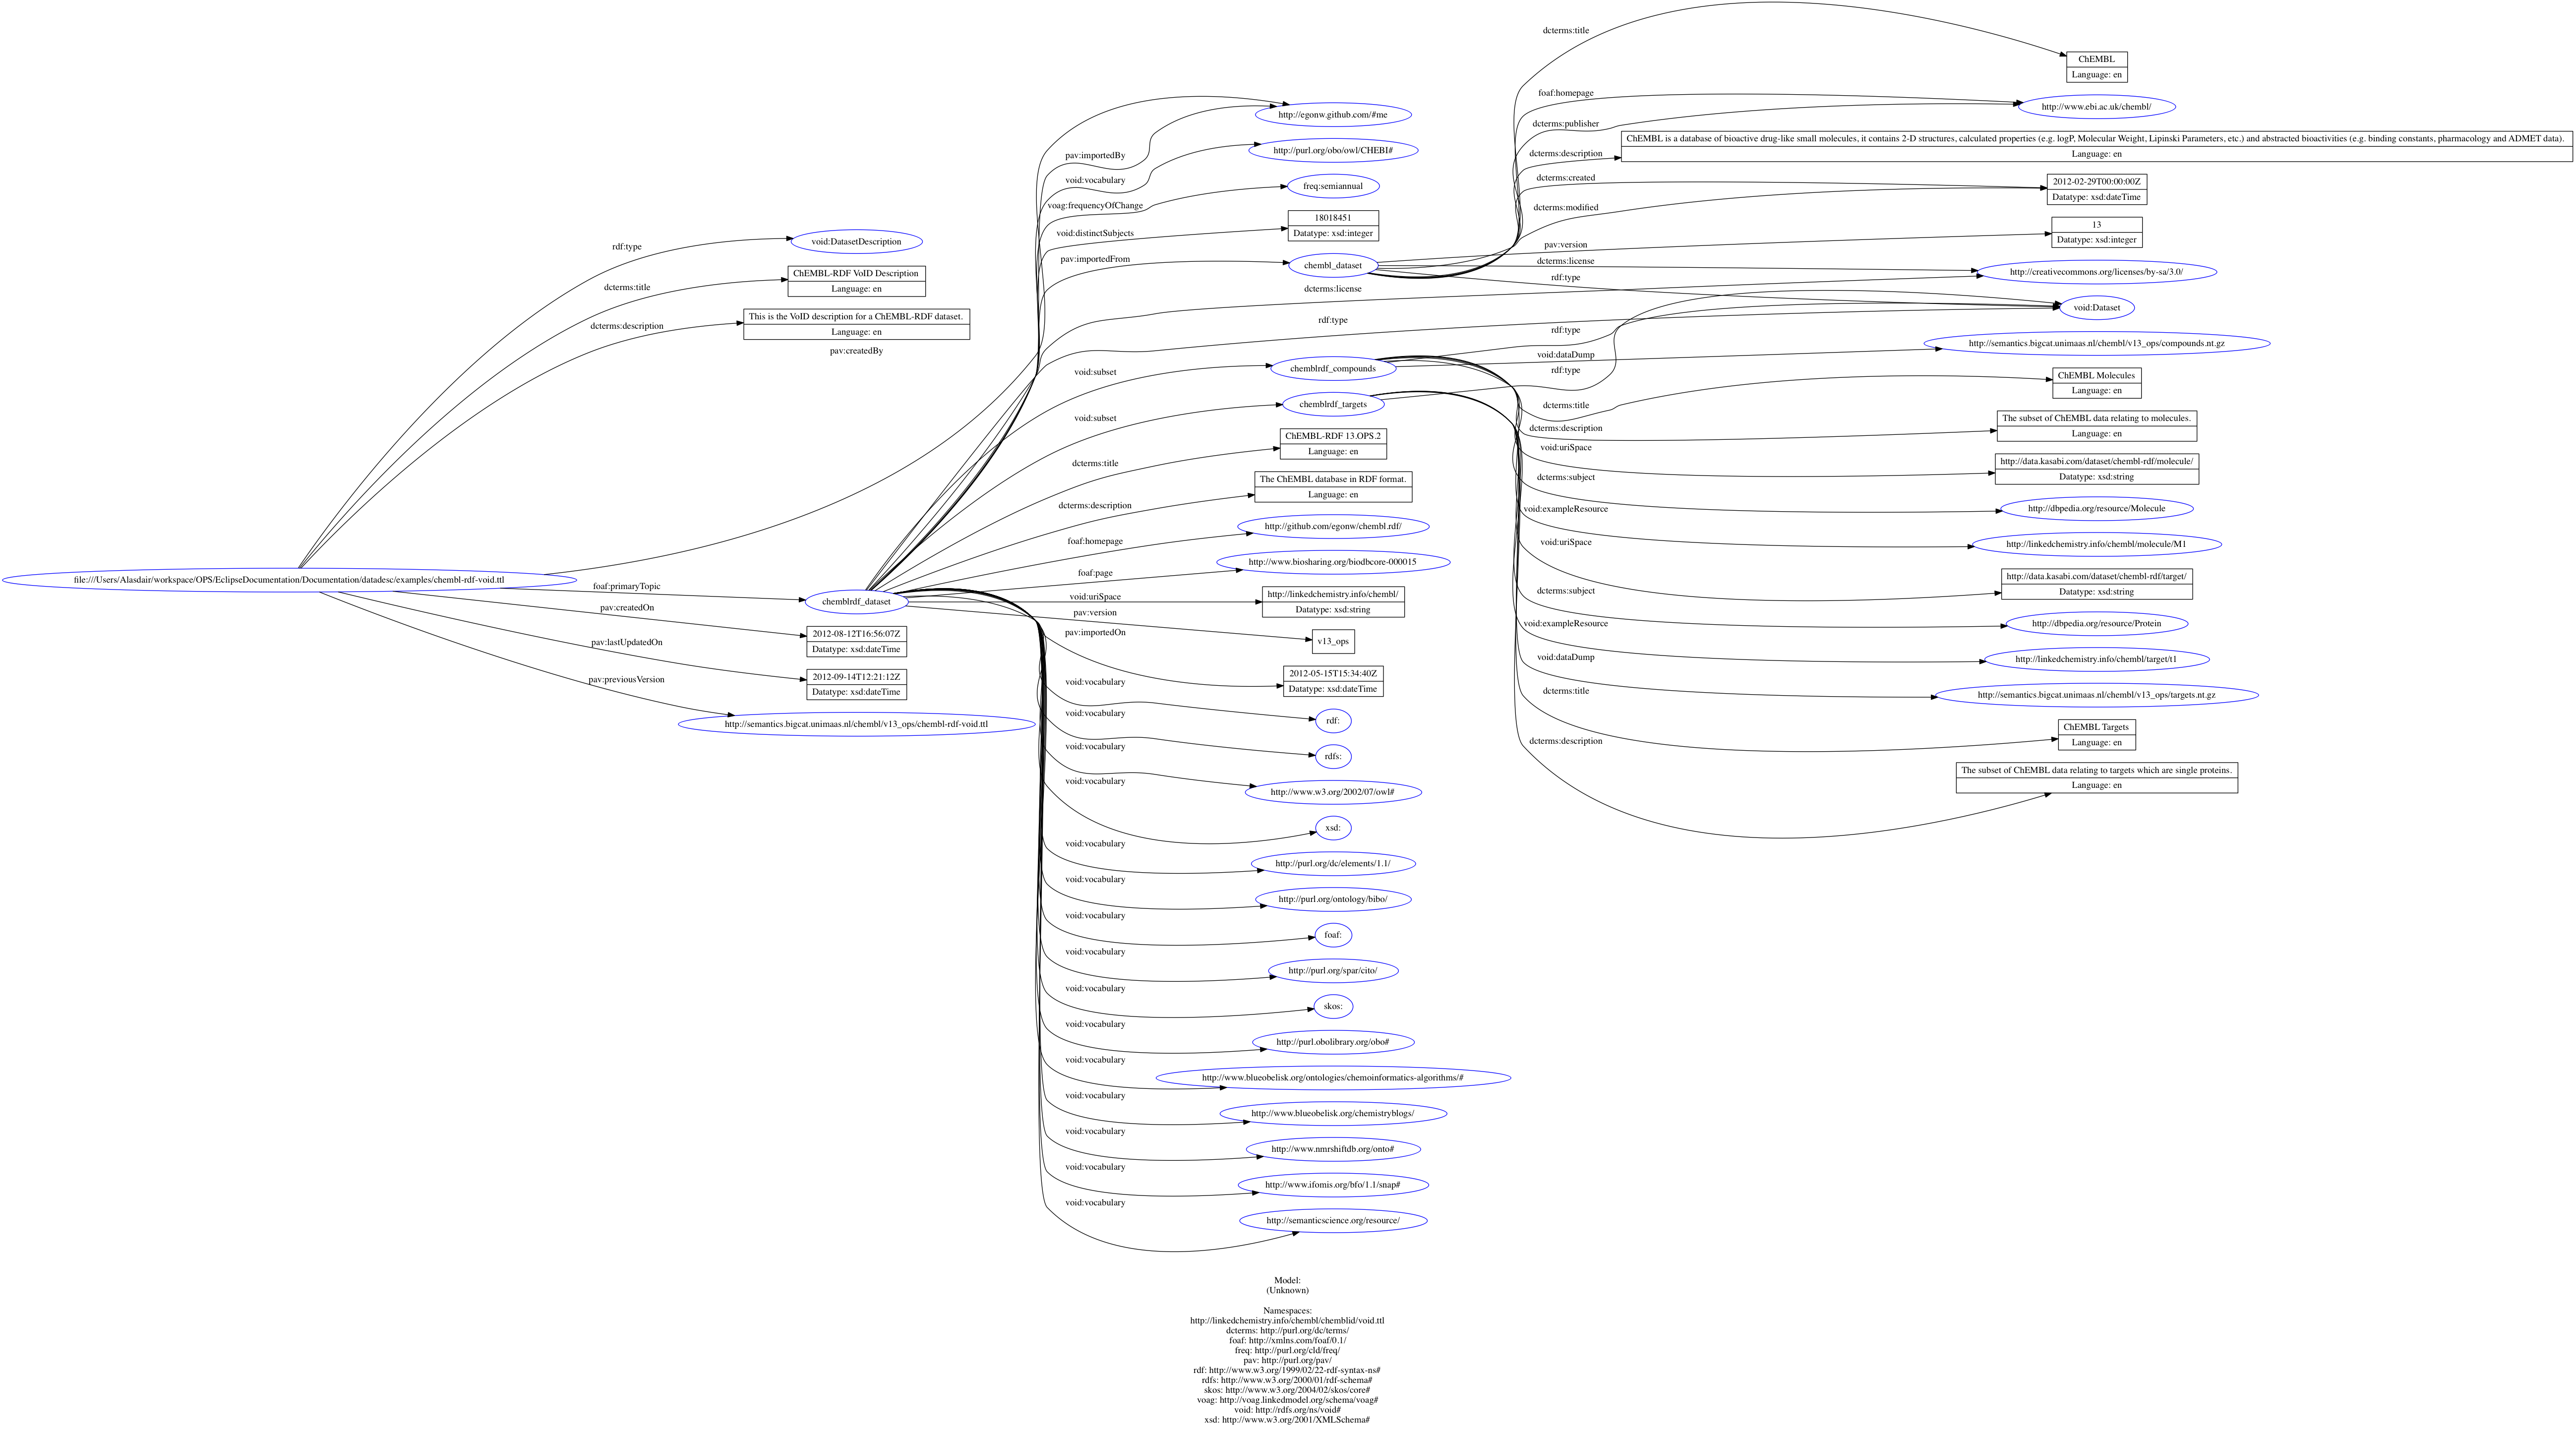 rdf:type
void:DatasetDescription
dcterms:title
ChEMBL-RDF VoID Description
Language: en
dcterms:description
This is the VoID description for a ChEMBL-RDF dataset.
Language: en
pav:createdBy
file:///Users/Alasdair/workspace/OPS/EclipseDocumentation/Documentation/datadesc/examples/chembl-rdf-void.ttl
foaf:primaryTopic
chemblrdf_dataset
pav:createdOn
2012-08-12T16:56:07Z
Datatype: xsd:dateTime
pav:lastUpdatedOn
2012-09-14T12:21:12Z
Datatype: xsd:dateTime
pav:previousVersion
http://semantics.bigcat.unimaas.nl/chembl/v13_ops/chembl-rdf-void.ttl
http://egonw.github.com/#me
pav:importedBy
http://purl.org/obo/owl/CHEBI#
void:vocabulary
freq:semiannual
voag:frequencyOfChange
18018451
Datatype: xsd:integer
void:distinctSubjects
pav:importedFrom
chembl_dataset
dcterms:license
rdf:type
void:subset
chemblrdf_compounds
void:subset
chemblrdf_targets
dcterms:title
ChEMBL-RDF 13.OPS.2
Language: en
dcterms:description
The ChEMBL database in RDF format.
Language: en
foaf:homepage
http://github.com/egonw/chembl.rdf/
foaf:page
http://www.biosharing.org/biodbcore-000015
void:uriSpace
http://linkedchemistry.info/chembl/
Datatype: xsd:string
pav:version
v13_ops
pav:importedOn
2012-05-15T15:34:40Z
Datatype: xsd:dateTime
void:vocabulary
rdf:
void:vocabulary
rdfs:
void:vocabulary
http://www.w3.org/2002/07/owl#
void:vocabulary
xsd:
void:vocabulary
http://purl.org/dc/elements/1.1/
void:vocabulary
http://purl.org/ontology/bibo/
void:vocabulary
foaf:
void:vocabulary
http://purl.org/spar/cito/
void:vocabulary
skos:
void:vocabulary
http://purl.obolibrary.org/obo#
void:vocabulary
http://www.blueobelisk.org/ontologies/chemoinformatics-algorithms/#
void:vocabulary
http://www.blueobelisk.org/chemistryblogs/
void:vocabulary
http://www.nmrshiftdb.org/onto#
void:vocabulary
http://www.ifomis.org/bfo/1.1/snap#
void:vocabulary
http://semanticscience.org/resource/
dcterms:title
ChEMBL
Language: en
foaf:homepage
http://www.ebi.ac.uk/chembl/
dcterms:publisher
dcterms:description
ChEMBL is a database of bioactive drug-like small molecules, it contains 2-D structures, calculated properties (e.g. logP, Molecular Weight, Lipinski Parameters, etc.) and abstracted bioactivities (e.g. binding constants, pharmacology and ADMET data).
Language: en
dcterms:created
2012-02-29T00:00:00Z
Datatype: xsd:dateTime
dcterms:modified
13
Datatype: xsd:integer
pav:version
dcterms:license
http://creativecommons.org/licenses/by-sa/3.0/
rdf:type
void:Dataset
rdf:type
void:dataDump
http://semantics.bigcat.unimaas.nl/chembl/v13_ops/compounds.nt.gz
rdf:type
dcterms:title
ChEMBL Molecules
Language: en
dcterms:description
The subset of ChEMBL data relating to molecules.
Language: en
void:uriSpace
http://data.kasabi.com/dataset/chembl-rdf/molecule/
Datatype: xsd:string
dcterms:subject
http://dbpedia.org/resource/Molecule
void:exampleResource
http://linkedchemistry.info/chembl/molecule/M1
void:uriSpace
http://data.kasabi.com/dataset/chembl-rdf/target/
Datatype: xsd:string
dcterms:subject
http://dbpedia.org/resource/Protein
void:exampleResource
http://linkedchemistry.info/chembl/target/t1
void:dataDump
http://semantics.bigcat.unimaas.nl/chembl/v13_ops/targets.nt.gz
dcterms:title
ChEMBL Targets
Language: en
dcterms:description
The subset of ChEMBL data relating to targets which are single proteins.
Language: en
Model:
(Unknown)
Namespaces:
http://linkedchemistry.info/chembl/chemblid/void.ttl
dcterms: http://purl.org/dc/terms/
foaf: http://xmlns.com/foaf/0.1/
freq: http://purl.org/cld/freq/
pav: http://purl.org/pav/
rdf: http://www.w3.org/1999/02/22-rdf-syntax-ns#
rdfs: http://www.w3.org/2000/01/rdf-schema#
skos: http://www.w3.org/2004/02/skos/core#
voag: http://voag.linkedmodel.org/schema/voag#
void: http://rdfs.org/ns/void#
xsd: http://www.w3.org/2001/XMLSchema#